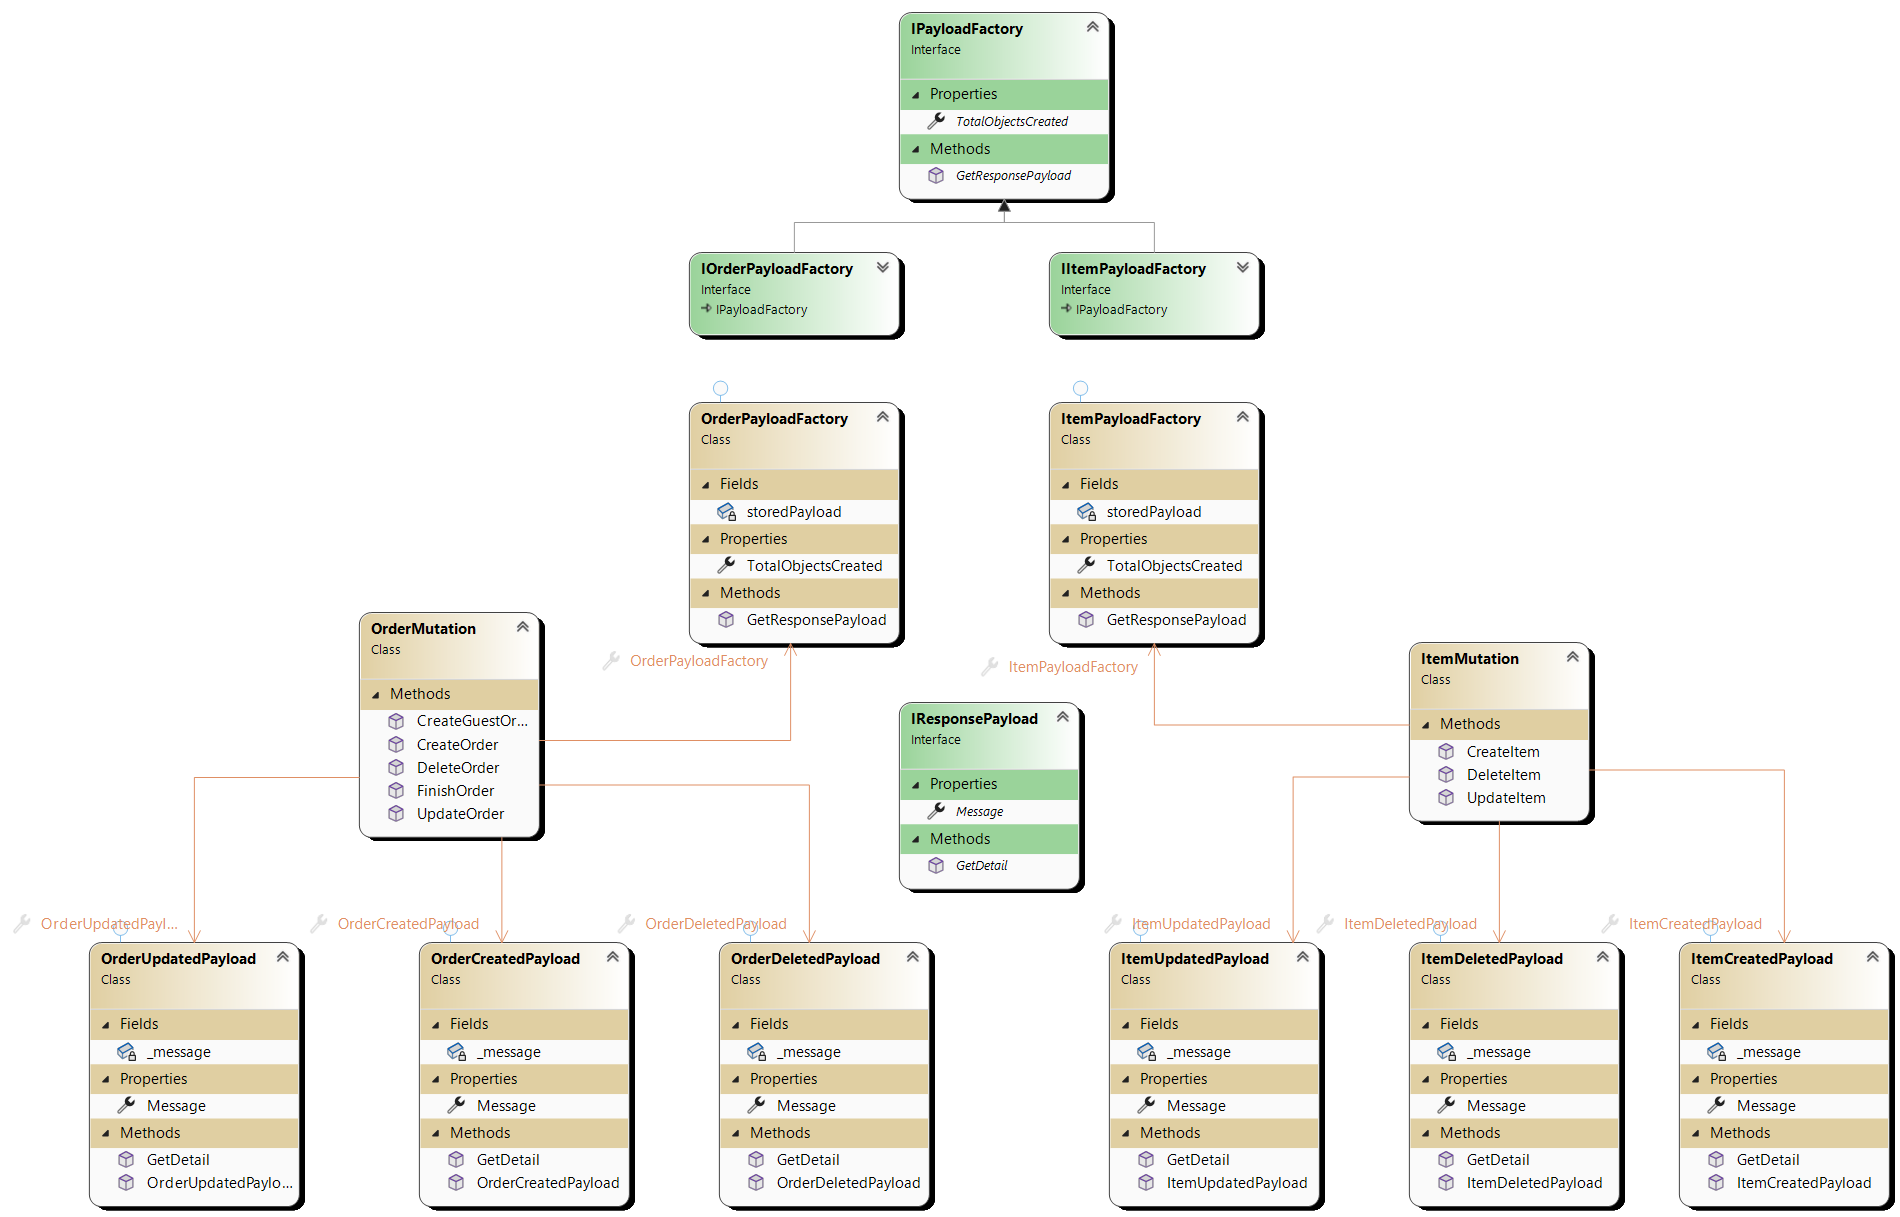 IPayloadFactory
Interface
Properties
TotalObjectsCreated
Methods
GetResponsePayload
IOrderPayloadFactory
Interface
IPayloadFactory
IItemPayloadFactory
Interface
IPayloadFactory
OrderPayloadFactory
Class
Fields
storedPayload
Properties
TotalObjectsCreated
Methods
GetResponsePayload
ItemPayloadFactory
Class
Fields
storedPayload
Properties
TotalObjectsCreated
Methods
GetResponsePayload
OrderMutation
Class
Methods
CreateGuestOr...
CreateOrder
DeleteOrder
FinishOrder
UpdateOrder
OrderPayloadFactory
ItemPayloadFactory
IResponsePayload
Interface
Properties
Message
Methods
GetDetail
ItemMutation
Class
Methods
CreateItem
DeleteItem
UpdateItem
OrderUpdatedPayl...
OrderCreatedPayload
OrderDeletedPayload
ItemUpdatedPayload
ItemDeletedPayload
ItemCreatedPayload
OrderUpdatedPayload
Class
Fields
_message
Properties
Message
Methods
GetDetail
OrderUpdatedPaylo...
OrderCreatedPayload
Class
Fields
_message
Properties
Message
Methods
GetDetail
OrderCreatedPayload
OrderDeletedPayload
Class
Fields
_message
Properties
Message
Methods
GetDetail
OrderDeletedPayload
ItemUpdatedPayload
Class
Fields
_message
Properties
Message
Methods
GetDetail
ItemUpdatedPayload
ItemDeletedPayload
Class
Fields
_message
Properties
Message
Methods
GetDetail
ItemDeletedPayload
ItemCreatedPayload
Class
Fields
_message
Properties
Message
Methods
GetDetail
ItemCreatedPayload